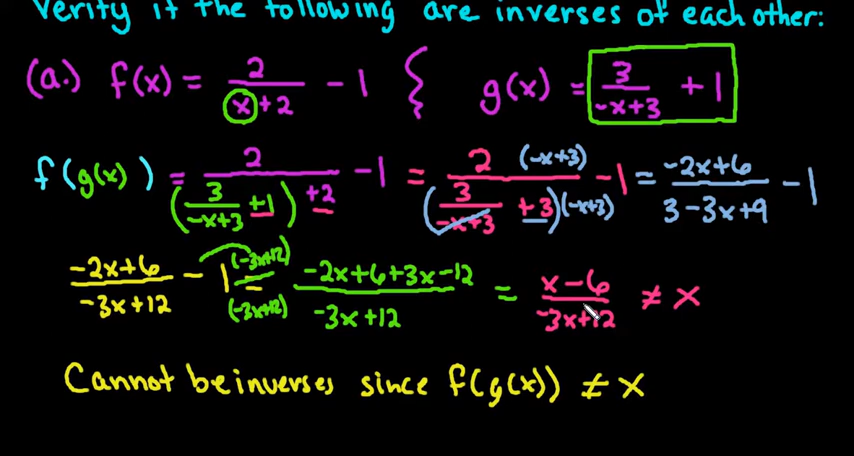 Verify if the following are inverses of each other:
(a.) f(x) = 2/(x+2) - 1 { g(x) = 3/(-x+3) + 1
f(g(x)) = 2/((3/(-x+3) + 1) + 2) - 1 = 2(-x+3)/((3/(-x+3) + 3)(-x+3)) - 1 = (-2x+6)/(3-3x+9) - 1
(-2x+6)/(-3x+12) - 1 (-3x+12)/(-3x+12) = (-2x+6+3x-12)/(-3x+12) = (x-6)/(-3x+12) ≠ x
Cannot be inverses since f(g(x)) ≠ x